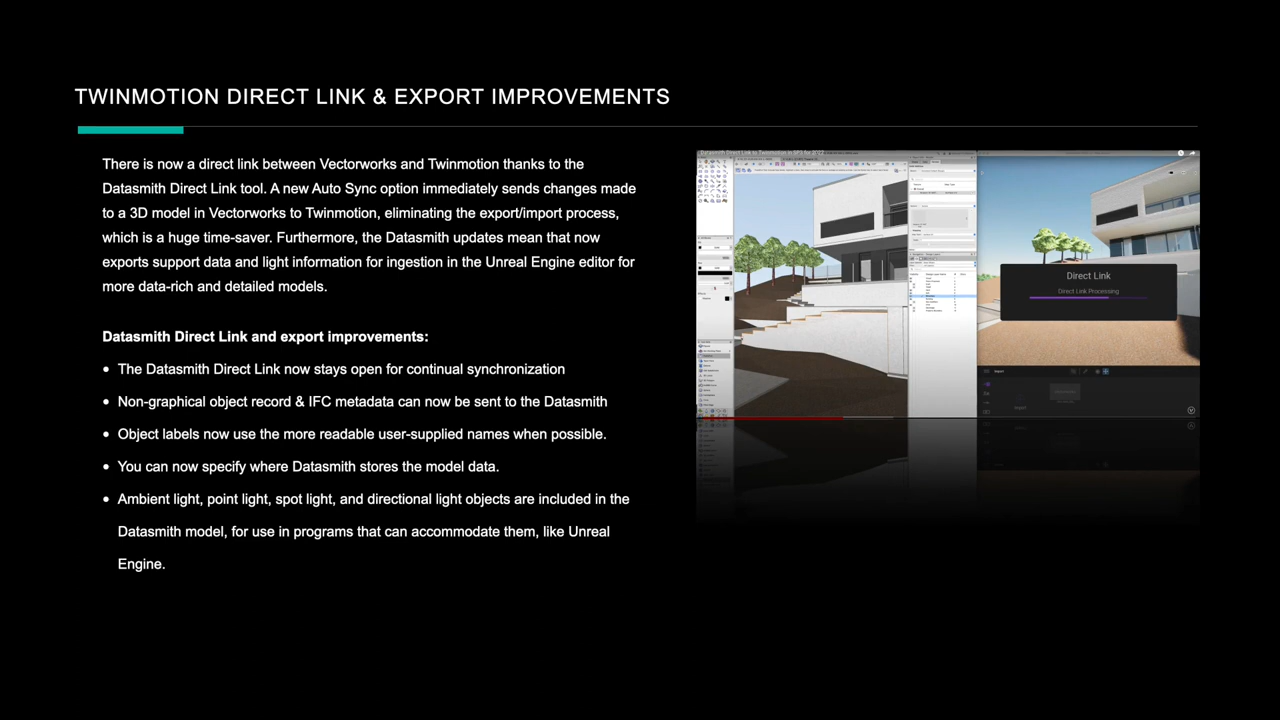 TWINMOTION DIRECT LINK & EXPORT IMPROVEMENTS
There is now a direct link between Vectorworks and Twinmotion thanks to the
Datasmith Direct Link tool. A new Auto Sync option immediately sends changes made
to a 3D model in Vectorworks to Twinmotion, eliminating the export/import process,
which is a huge time-saver. Furthermore, the Datasmith updates mean that now
exports support data and light information for ingestion in the Unreal Engine editor for
more data-rich and detailed models.
Datasmith Direct Link and export improvements:
• The Datasmith Direct Link now stays open for continual synchronization
• Non-graphical object record & IFC metadata can now be sent to the Datasmith
• Object labels now use the more readable user-supplied names when possible.
• You can now specify where Datasmith stores the model data.
• Ambient light, point light, spot light, and directional light objects are included in the
Datasmith model, for use in programs that can accommodate them, like Unreal
Engine.
Direct Link
Direct Link Processing
Import